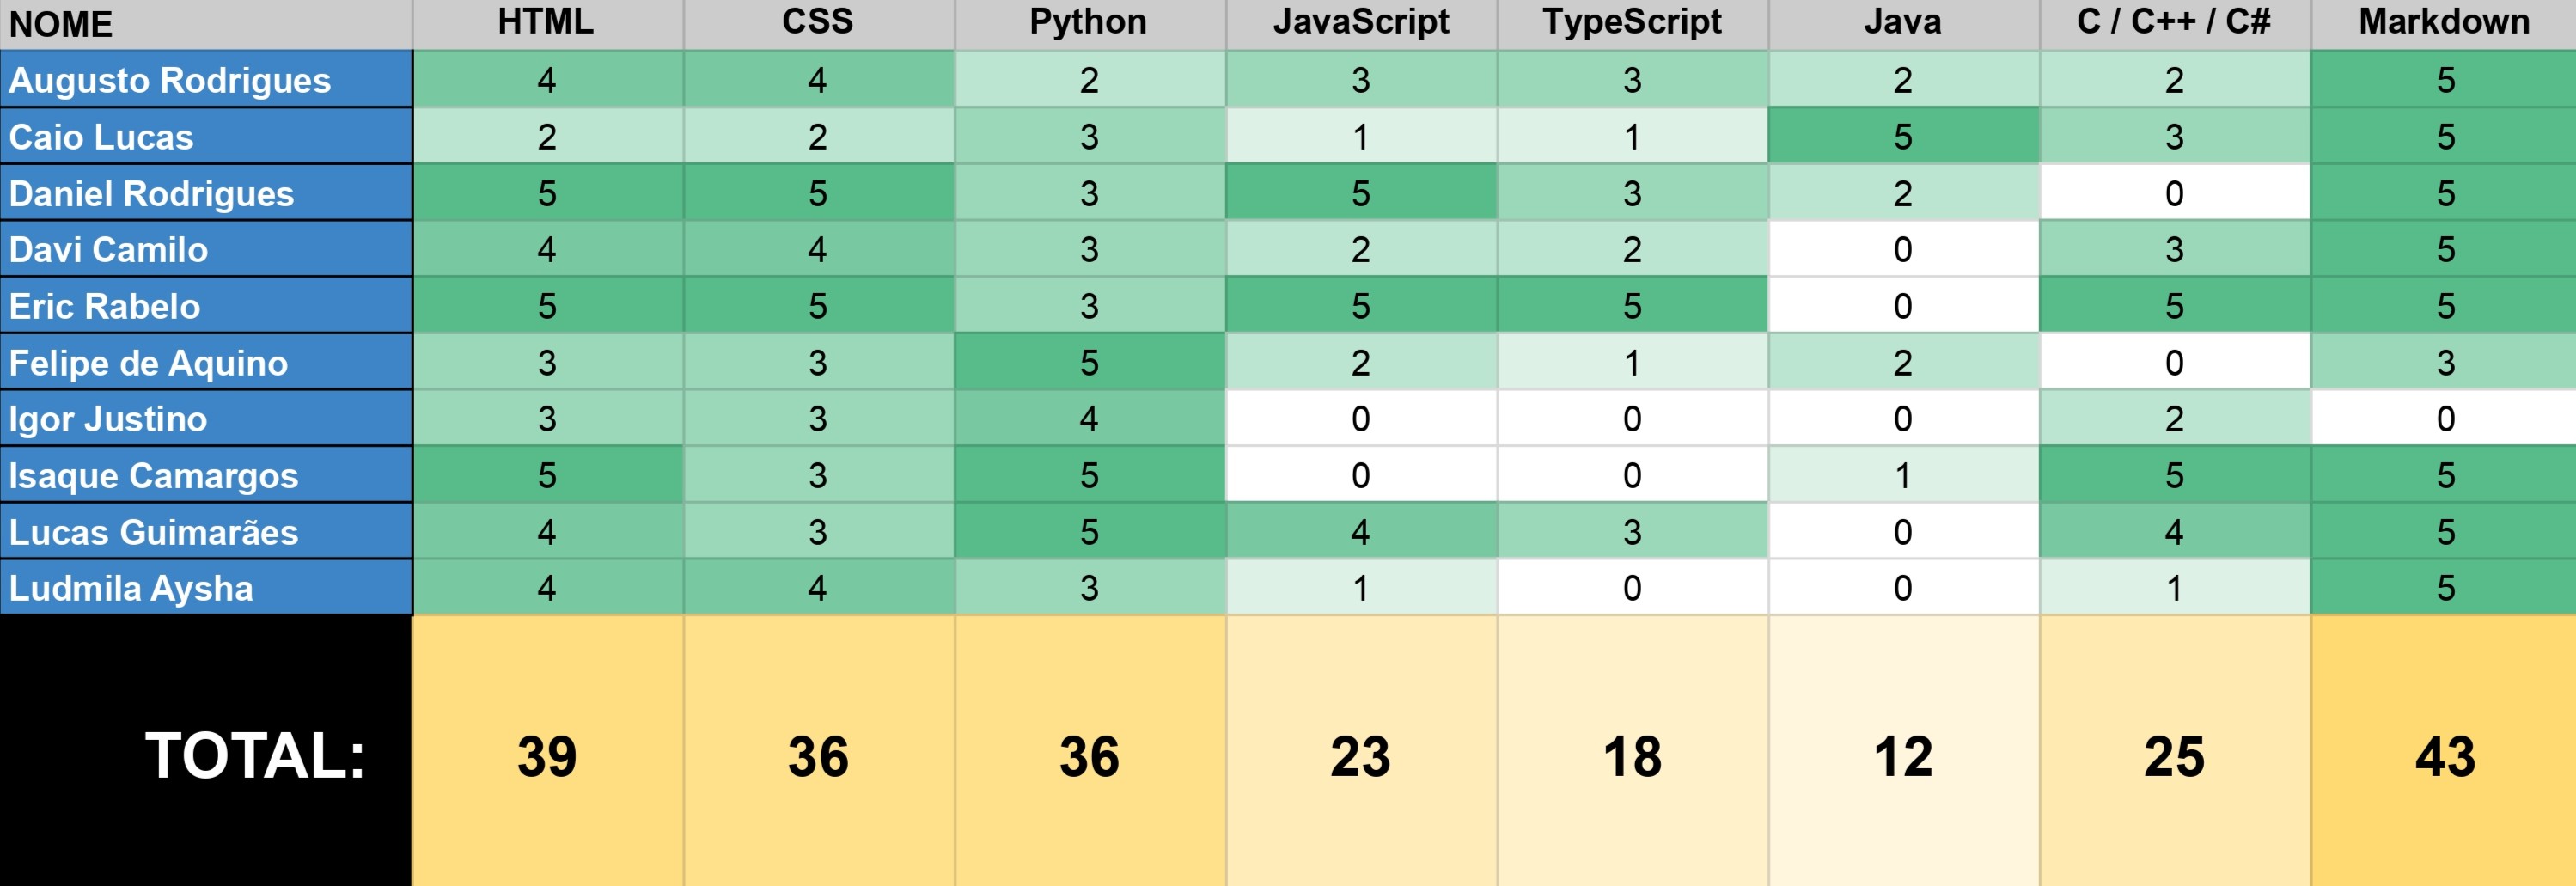 NOME HTML CSS Python JavaScript TypeScript Java C / C++ / C# Markdown
Augusto Rodrigues 4 4 2 3 3 2 2 5
Caio Lucas 2 2 3 1 1 5 3 5
Daniel Rodrigues 5 5 3 5 3 2 0 5
Davi Camilo 4 4 3 2 2 0 3 5
Eric Rabelo 5 5 3 5 5 0 5 5
Felipe de Aquino 3 3 5 2 1 2 0 3
Igor Justino 3 3 4 0 0 0 2 0
Isaque Camargos 5 3 5 0 0 1 5 5
Lucas Guimarães 4 3 5 4 3 0 4 5
Ludmila Aysha 4 4 3 1 0 0 1 5
TOTAL: 39 36 36 23 18 12 25 43